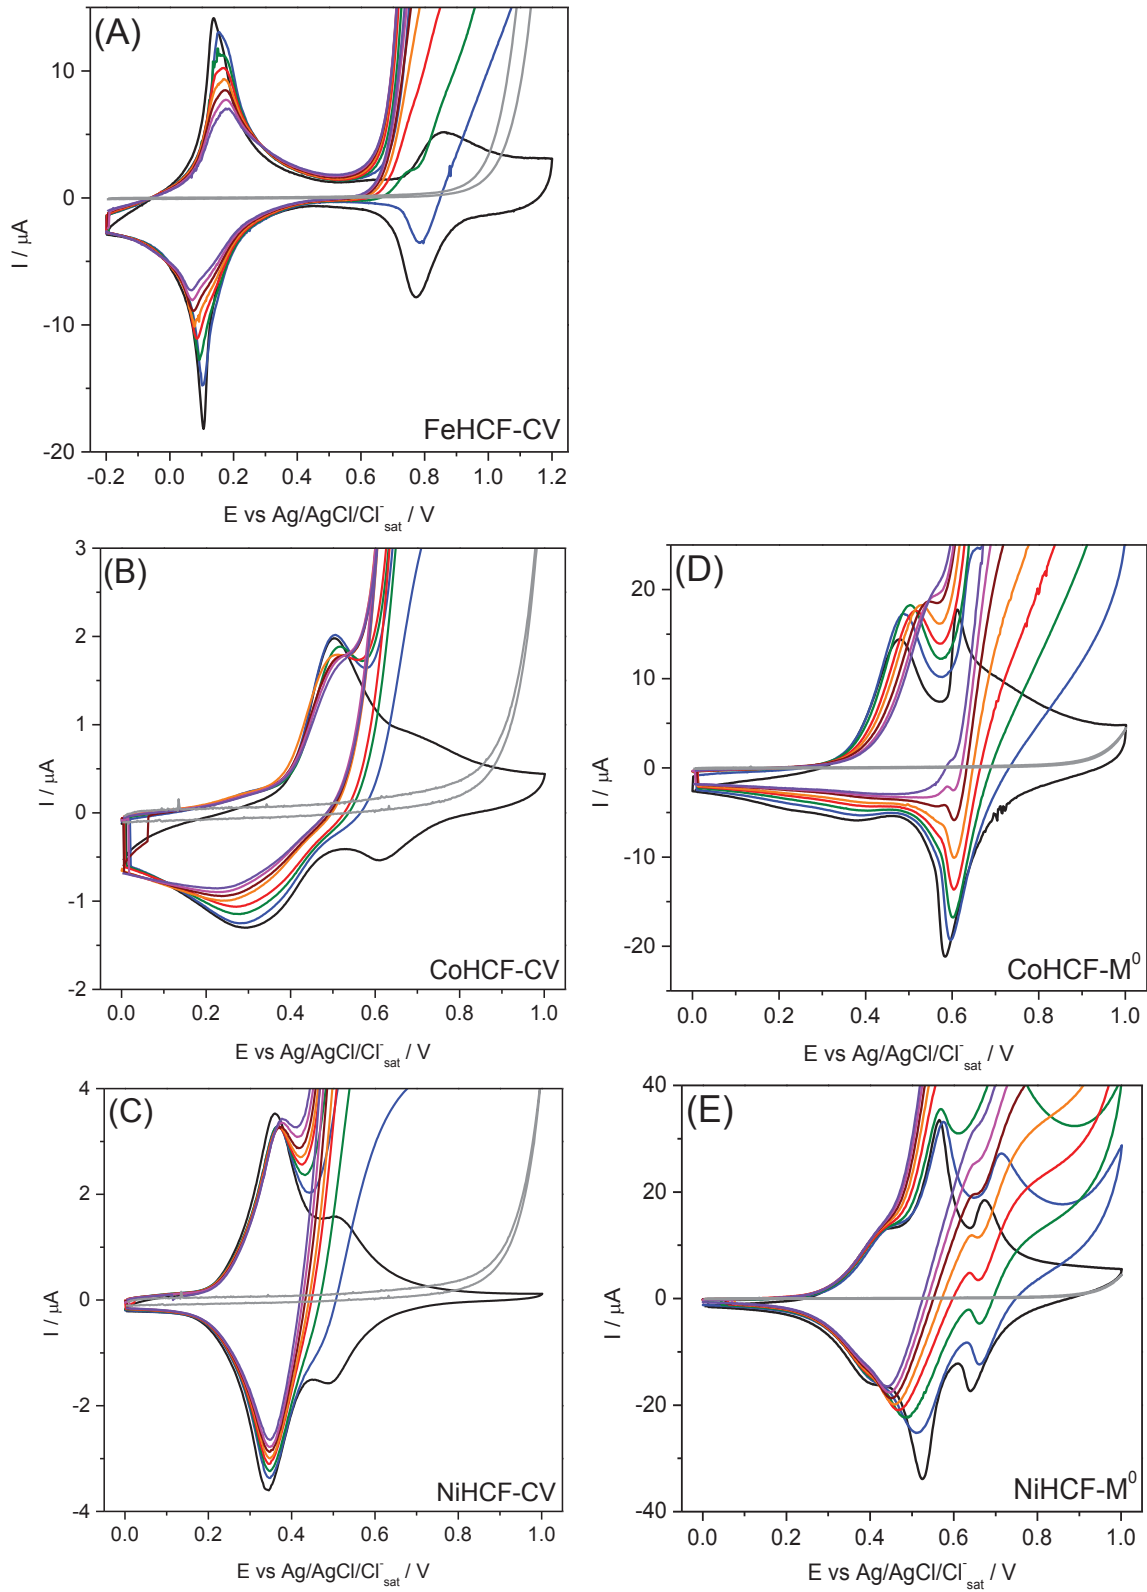 (A)
10
0
-10
-20
I / μA
FeHCF-CV
-0.2 0.0 0.2 0.4 0.6 0.8 1.0 1.2
E vs Ag/AgCl/Cl⁻sat / V
(B)
3
2
1
0
-1
-2
I / μA
CoHCF-CV
0.0 0.2 0.4 0.6 0.8 1.0
E vs Ag/AgCl/Cl⁻sat / V
(D)
20
10
0
-10
-20
I / μA
CoHCF-M⁰
0.0 0.2 0.4 0.6 0.8 1.0
E vs Ag/AgCl/Cl⁻sat / V
(C)
4
2
0
-2
-4
I / μA
NiHCF-CV
0.0 0.2 0.4 0.6 0.8 1.0
E vs Ag/AgCl/Cl⁻sat / V
(E)
40
20
0
-20
-40
I / μA
NiHCF-M⁰
0.0 0.2 0.4 0.6 0.8 1.0
E vs Ag/AgCl/Cl⁻sat / V